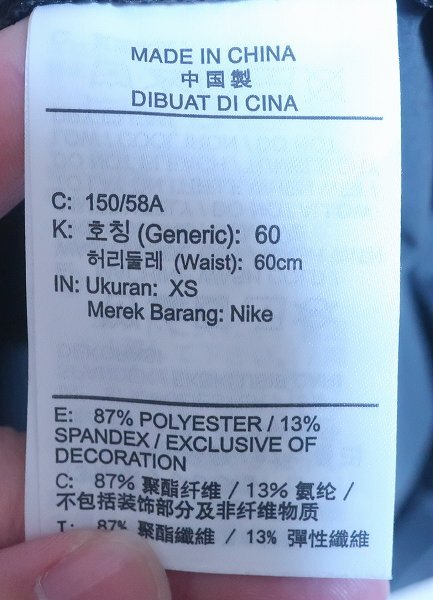 MADE IN CHINA
中国製
DIBUAT DI CINA
C: 150/58A
K: 호칭 (Generic): 60
허리둘레 (Waist): 60cm
IN: Ukuran: XS
Merek Barang: Nike
E: 87% POLYESTER / 13%
SPANDEX / EXCLUSIVE OF
DECORATION
C: 87% 聚酯纤维 / 13% 氨纶 /
不包括装饰部分及非纤维物质
T: 87% 聚酯纖維 / 13% 彈性纖維